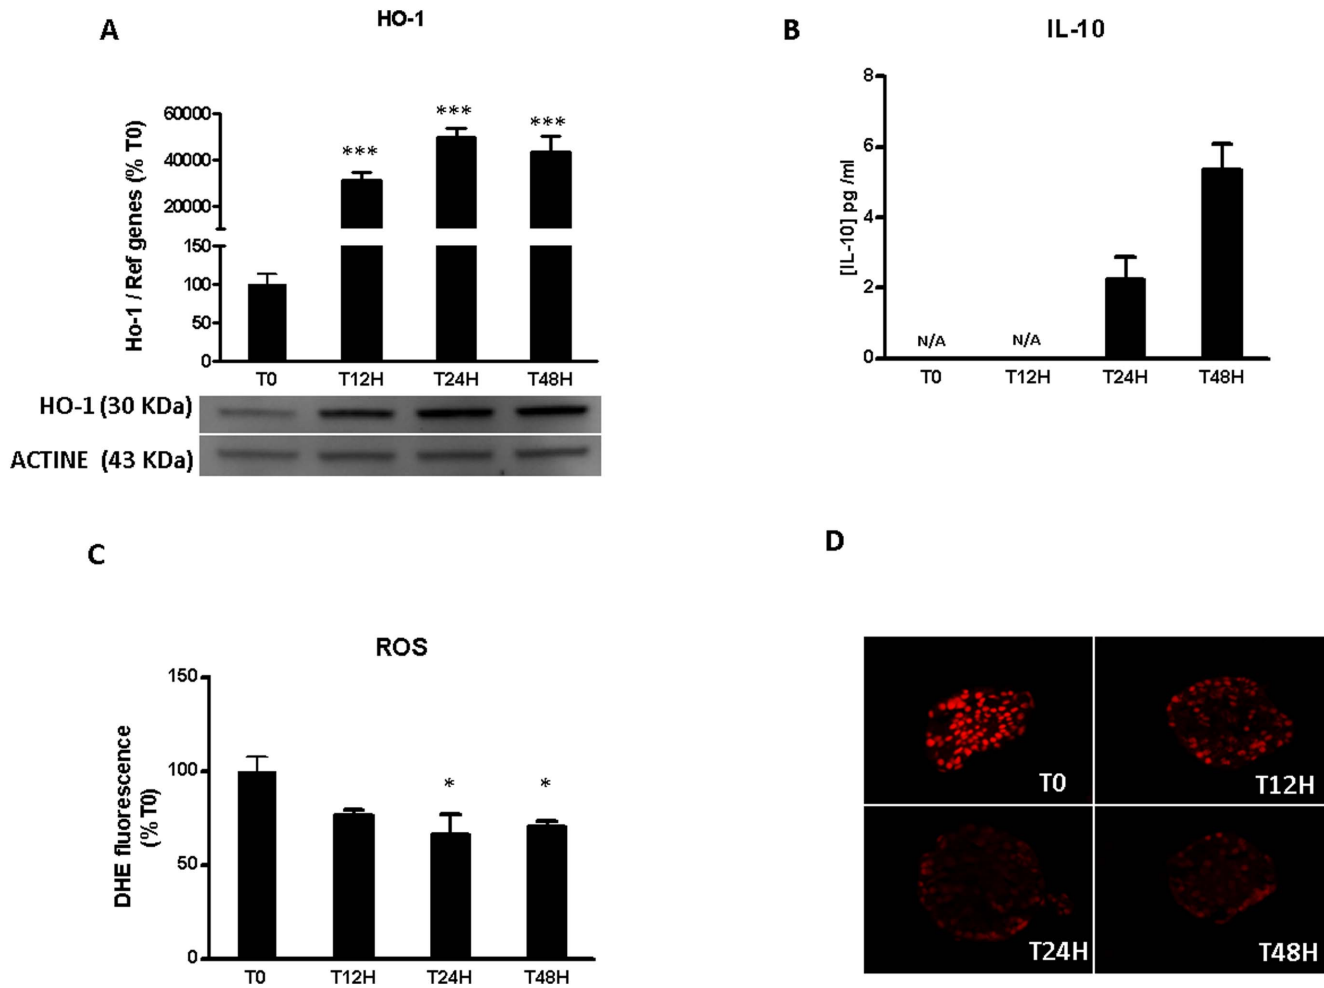 A
HO-1
Ho-1 / Ref genes (% T0)
60000
40000
20000
150
100
50
0
***
***
***
T0 T12H T24H T48H
HO-1 (30 KDa)
ACTINE (43 KDa)
B
IL-10
[IL-10] pg /ml
8
6
4
2
0
N/A N/A
T0 T12H T24H T48H
C
ROS
DHE fluorescence
(% T0)
150
100
50
0
* *
T0 T12H T24H T48H
D
T0
T12H
T24H
T48H